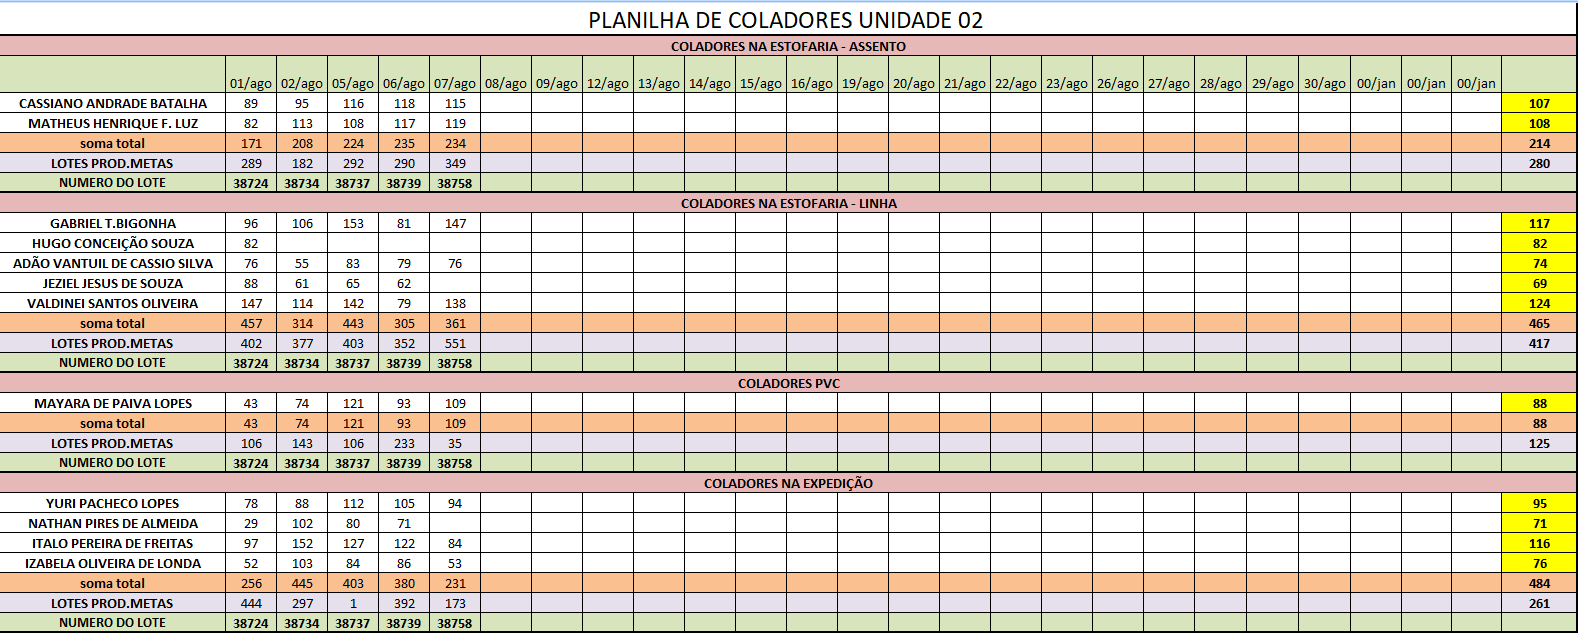 PLANILHA DE COLADORES UNIDADE 02
COLADORES NA ESTOFARIA - ASSENTO
01/ago 02/ago 05/ago 06/ago 07/ago 08/ago 09/ago 12/ago 13/ago 14/ago 15/ago 16/ago 19/ago 20/ago 21/ago 22/ago 23/ago 26/ago 27/ago 28/ago 29/ago 30/ago 00/jan 00/jan 00/jan
CASSIANO ANDRADE BATALHA 89 95 116 118 115 107
MATHEUS HENRIQUE F. LUZ 82 113 108 117 119 108
soma total 171 208 224 235 234 214
LOTES PROD.METAS 289 182 292 290 349 280
NUMERO DO LOTE 38724 38734 38737 38739 38758
COLADORES NA ESTOFARIA - LINHA
GABRIEL T.BIGONHA 96 106 153 81 147 117
HUGO CONCEIÇÃO SOUZA 82 82
ADÃO VANTUIL DE CASSIO SILVA 76 55 83 79 76 74
JEZIEL JESUS DE SOUZA 88 61 65 62 69
VALDINEI SANTOS OLIVEIRA 147 114 142 79 138 124
soma total 457 314 443 305 361 465
LOTES PROD.METAS 402 377 403 352 551 417
NUMERO DO LOTE 38724 38734 38737 38739 38758
COLADORES PVC
MAYARA DE PAIVA LOPES 43 74 121 93 109 88
soma total 43 74 121 93 109 88
LOTES PROD.METAS 106 143 106 233 35 125
NUMERO DO LOTE 38724 38734 38737 38739 38758
COLADORES NA EXPEDIÇÃO
YURI PACHECO LOPES 78 88 112 105 94 95
NATHAN PIRES DE ALMEIDA 29 102 80 71 71
ITALO PEREIRA DE FREITAS 97 152 127 122 84 116
IZABELA OLIVEIRA DE LONDA 52 103 84 86 53 76
soma total 256 445 403 380 231 484
LOTES PROD.METAS 444 297 1 392 173 261
NUMERO DO LOTE 38724 38734 38737 38739 38758